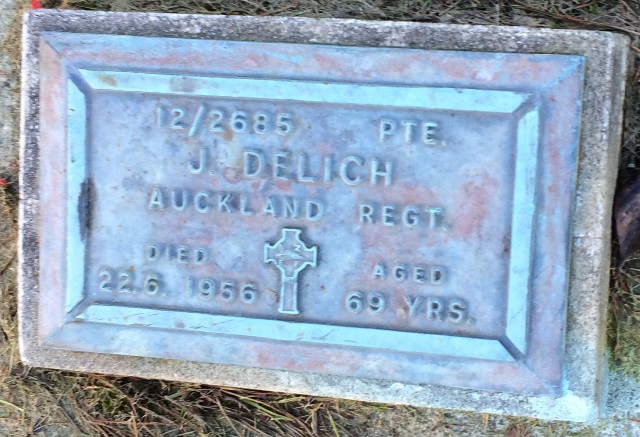 12/2685 PTE.
J. DELICH
AUCKLAND REGT.
DIED
22.6. 1956
AGED
69 YRS.